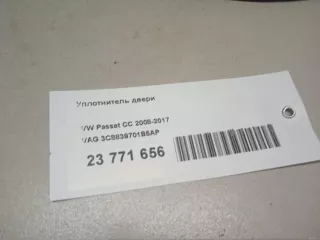 Уплотнитель двери
VW Passat CC 2008-2017
VAG 3C8839701B5AP
23 771 656